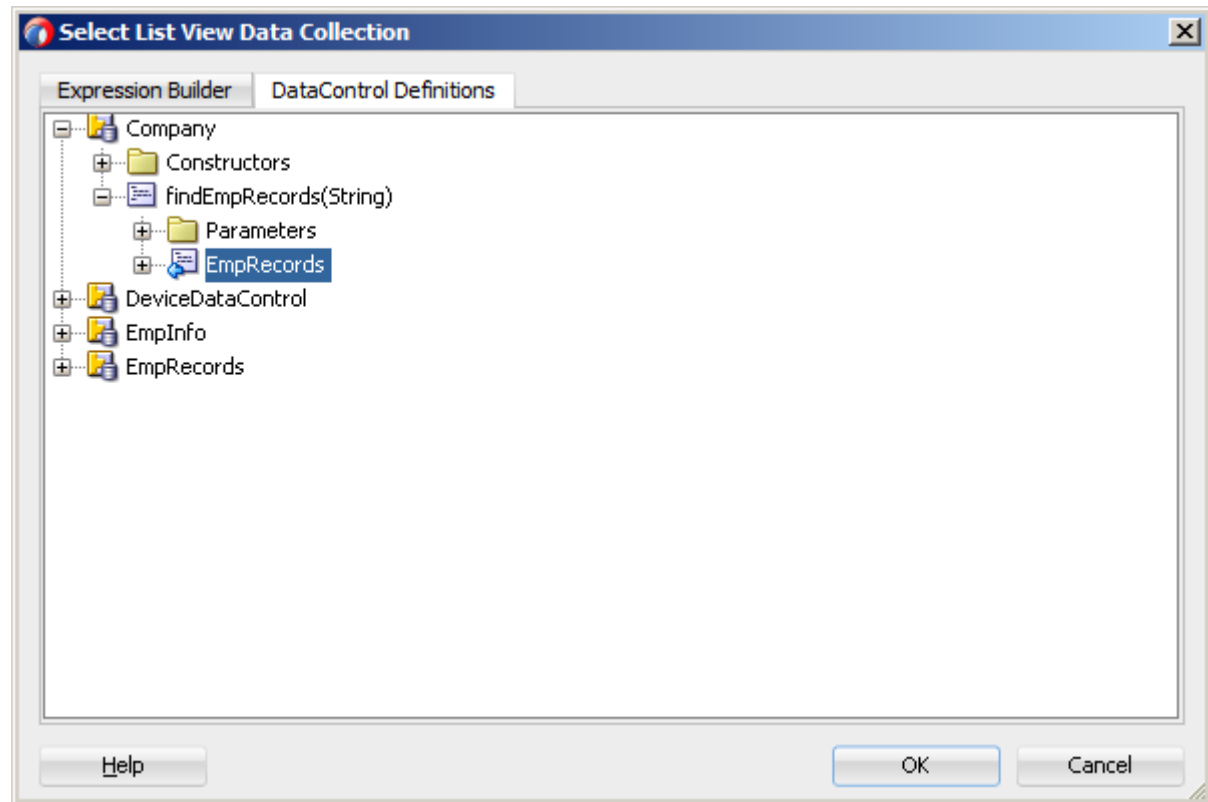 Select List View Data Collection
Expression Builder DataControl Definitions
Company
Constructors
findEmpRecords(String)
Parameters
EmpRecords
DeviceDataControl
EmpInfo
EmpRecords
Help OK Cancel